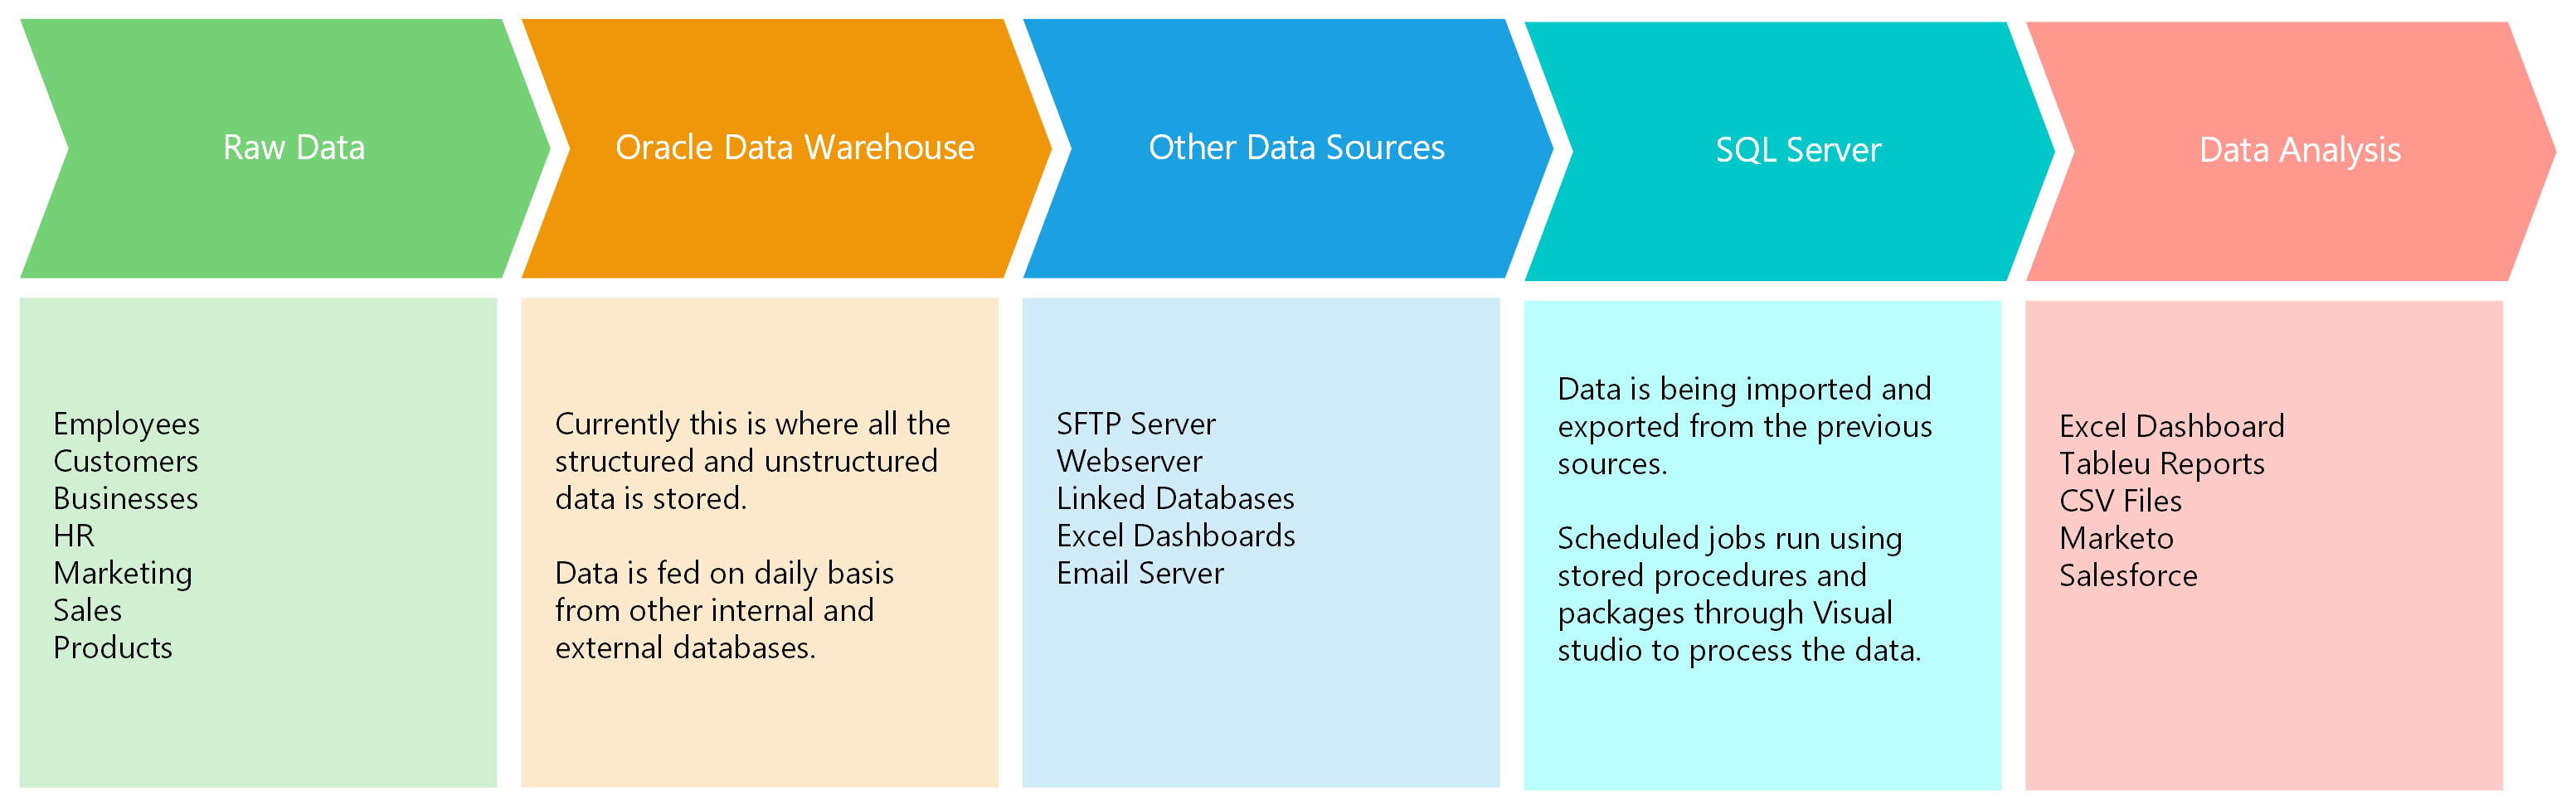 Raw Data
Oracle Data Warehouse
Other Data Sources
SQL Server
Data Analysis
Employees
Customers
Businesses
HR
Marketing
Sales
Products
Currently this is where all the
structured and unstructured
data is stored.
Data is fed on daily basis
from other internal and
external databases.
SFTP Server
Webserver
Linked Databases
Excel Dashboards
Email Server
Data is being imported and
exported from the previous
sources.
Scheduled jobs run using
stored procedures and
packages through Visual
studio to process the data.
Excel Dashboard
Tableu Reports
CSV Files
Marketo
Salesforce